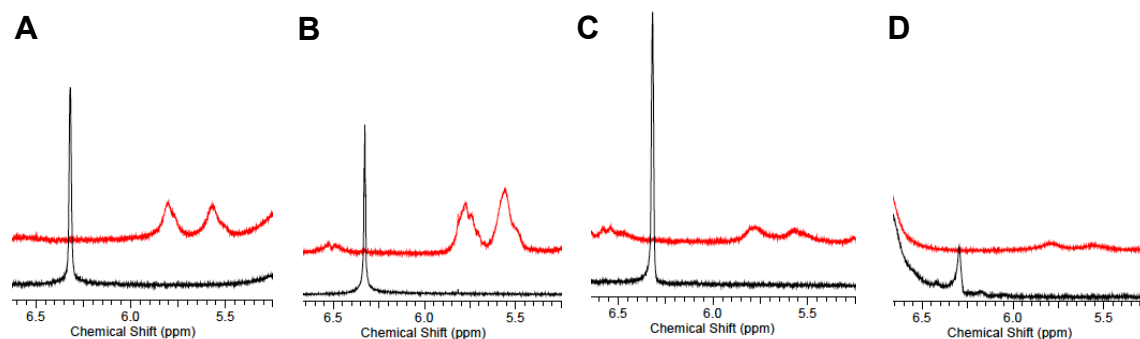 A B C D
6.5 6.0 5.5 6.5 6.0 5.5 6.5 6.0 5.5 6.5 6.0 5.5
Chemical Shift (ppm) Chemical Shift (ppm) Chemical Shift (ppm) Chemical Shift (ppm)